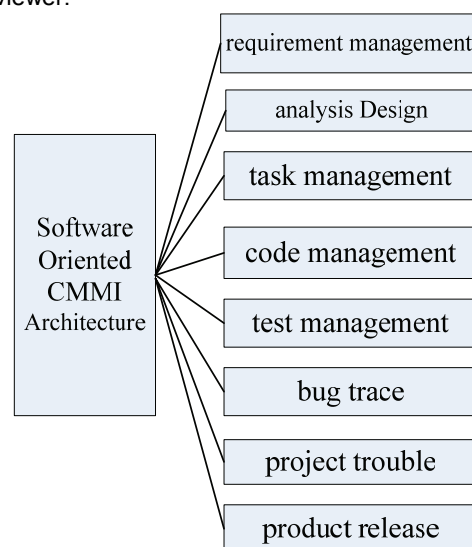 viewer.
requirement management
analysis Design
task management
Software
Oriented
CMMI
Architecture
code management
test management
bug trace
project trouble
product release